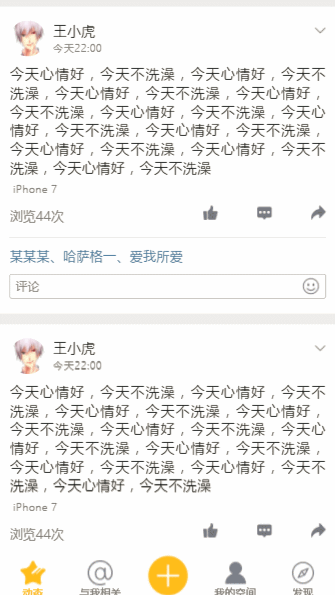 王小虎
今天22:00
今天心情好，今天不洗澡，今天心情好，今天不
洗澡，今天心情好，今天不洗澡，今天心情好，
今天不洗澡，今天心情好，今天不洗澡，今天心
情好，今天不洗澡，今天心情好，今天不洗澡，
今天心情好，今天不洗澡，今天心情好，今天不
洗澡，今天心情好，今天不洗澡
iPhone 7
浏览44次
某某某、哈萨格一、爱我所爱
评论
王小虎
今天22:00
今天心情好，今天不洗澡，今天心情好，今天不
洗澡，今天心情好，今天不洗澡，今天心情好，
今天不洗澡，今天心情好，今天不洗澡，今天心
情好，今天不洗澡，今天心情好，今天不洗澡，
今天心情好，今天不洗澡，今天心情好，今天不
洗澡，今天心情好，今天不洗澡
iPhone 7
浏览44次
动态
与我相关
我的空间
发现